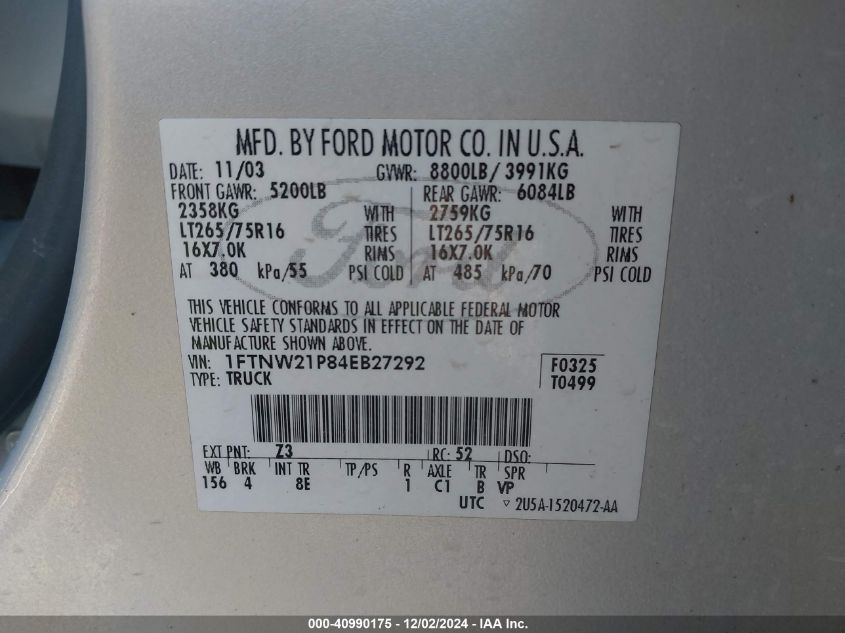 MFD. BY FORD MOTOR CO. IN U.S.A.
DATE: 11/03 GVWR: 8800LB/ 3991KG
FRONT GAWR: 5200LB REAR GAWR: 6084LB
2358KG WITH 2759KG WITH
LT265/75R16 TIRES LT265/75R16 TIRES
16X7.0K RIMS 16X7.0K RIMS
AT 380 kPa/55 PSI COLD AT 485 kPa/70 PSI COLD
Ford
THIS VEHICLE CONFORMS TO ALL APPLICABLE FEDERAL MOTOR
VEHICLE SAFETY STANDARDS IN EFFECT ON THE DATE OF
MANUFACTURE SHOWN ABOVE.
VIN: 1FTNW21P84EB27292 F0325
TYPE: TRUCK T0499
EXT PNT: Z3 RC: 52 DSO:
WB BRK INT TR TP/PS R AXLE TR SPR
156 4 8E 1 C1 B VP
UTC ▿ 2U5A-1520472-AA
000-40990175 - 12/02/2024 - IAA Inc.